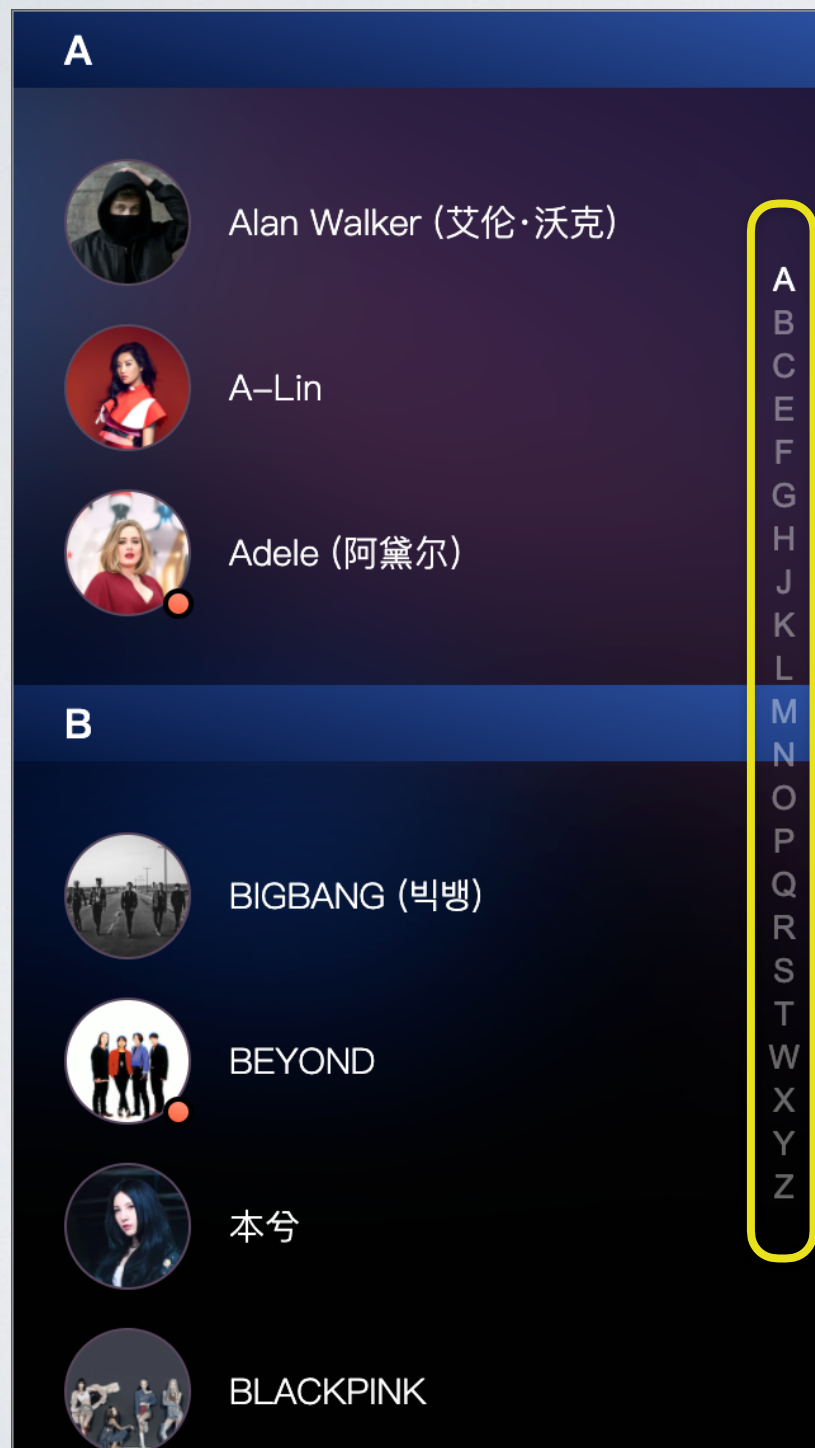 A
Alan Walker (艾伦·沃克)
A-Lin
Adele (阿黛尔)
B
BIGBANG (빅뱅)
BEYOND
本兮
BLACKPINK
A
B
C
E
F
G
H
J
K
L
M
N
O
P
Q
R
S
T
W
X
Y
Z